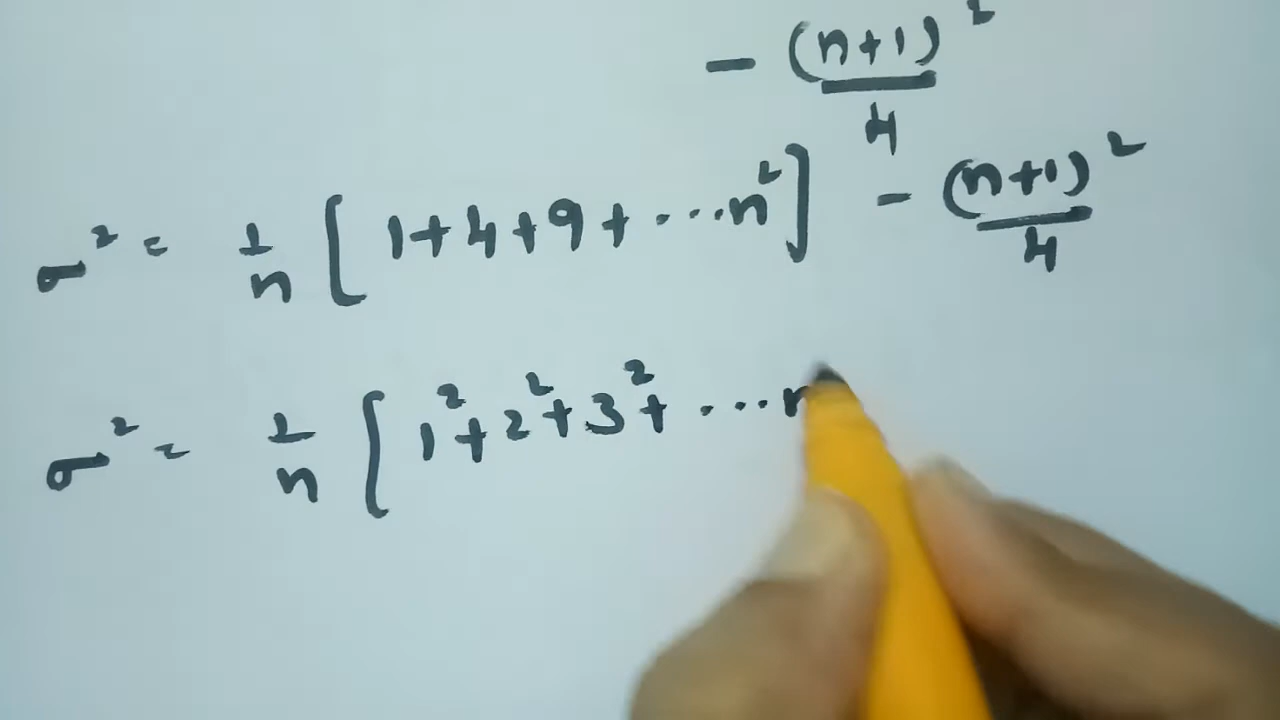 - (n+1)²/4
σ² = 1/n [ 1+4+9+ ...n² ] - (n+1)²/4
σ² = 1/n [ 1²+2²+3²+ ...n